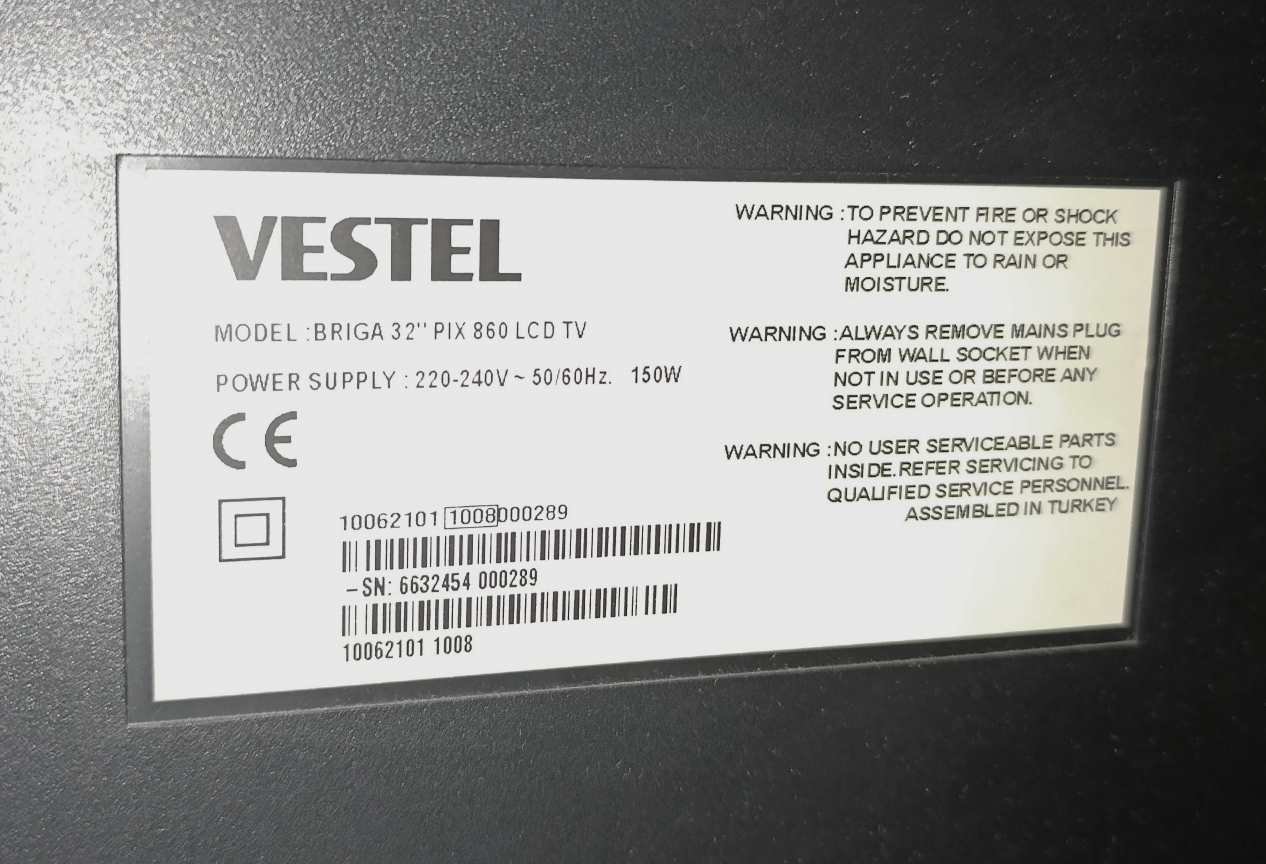 VESTEL
MODEL :BRIGA 32'' PIX 860 LCD TV
POWER SUPPLY : 220-240V ~ 50/60Hz. 150W
CE
10062101 1008000289
–SN: 6632454 000289
10062101 1008
WARNING :TO PREVENT FIRE OR SHOCK
HAZARD DO NOT EXPOSE THIS
APPLIANCE TO RAIN OR
MOISTURE.
WARNING :ALWAYS REMOVE MAINS PLUG
FROM WALL SOCKET WHEN
NOT IN USE OR BEFORE ANY
SERVICE OPERATION.
WARNING :NO USER SERVICEABLE PARTS
INSIDE.REFER SERVICING TO
QUALIFIED SERVICE PERSONNEL.
ASSEMBLED IN TURKEY